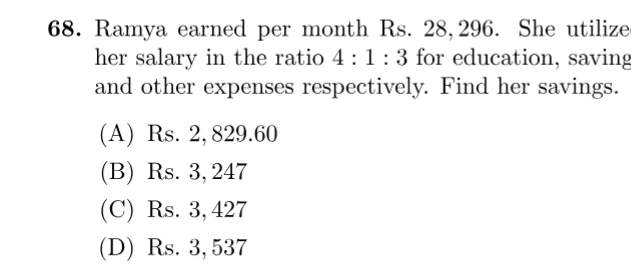 68. Ramya earned per month Rs. 28, 296. She utilize
her salary in the ratio 4 : 1 : 3 for education, saving
and other expenses respectively. Find her savings.
(A) Rs. 2, 829.60
(B) Rs. 3, 247
(C) Rs. 3, 427
(D) Rs. 3, 537